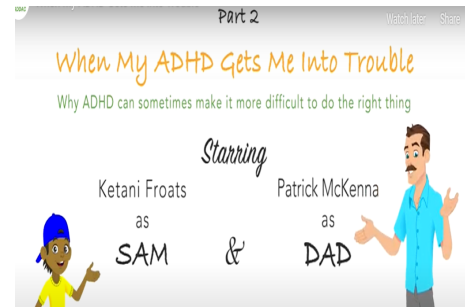 Part 2
Watch later Share
When My ADHD Gets Me Into Trouble
Why ADHD can sometimes make it more difficult to do the right thing
Starring
Ketani Froats Patrick McKenna
as as
SAM & DAD